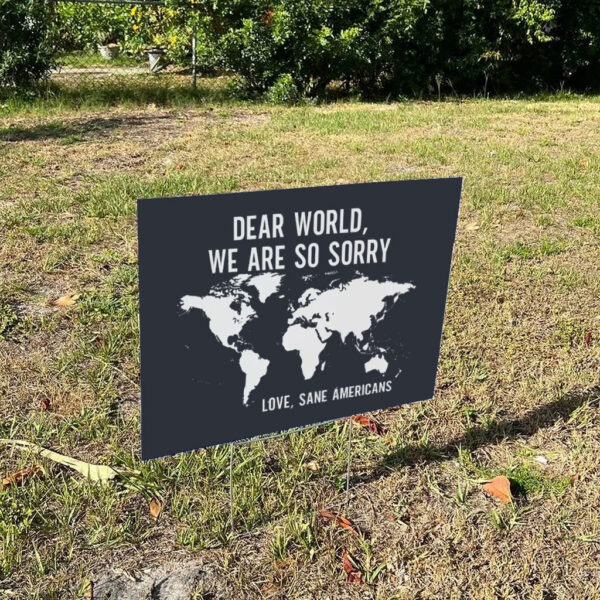 DEAR WORLD,
WE ARE SO SORRY
LOVE, SANE AMERICANS